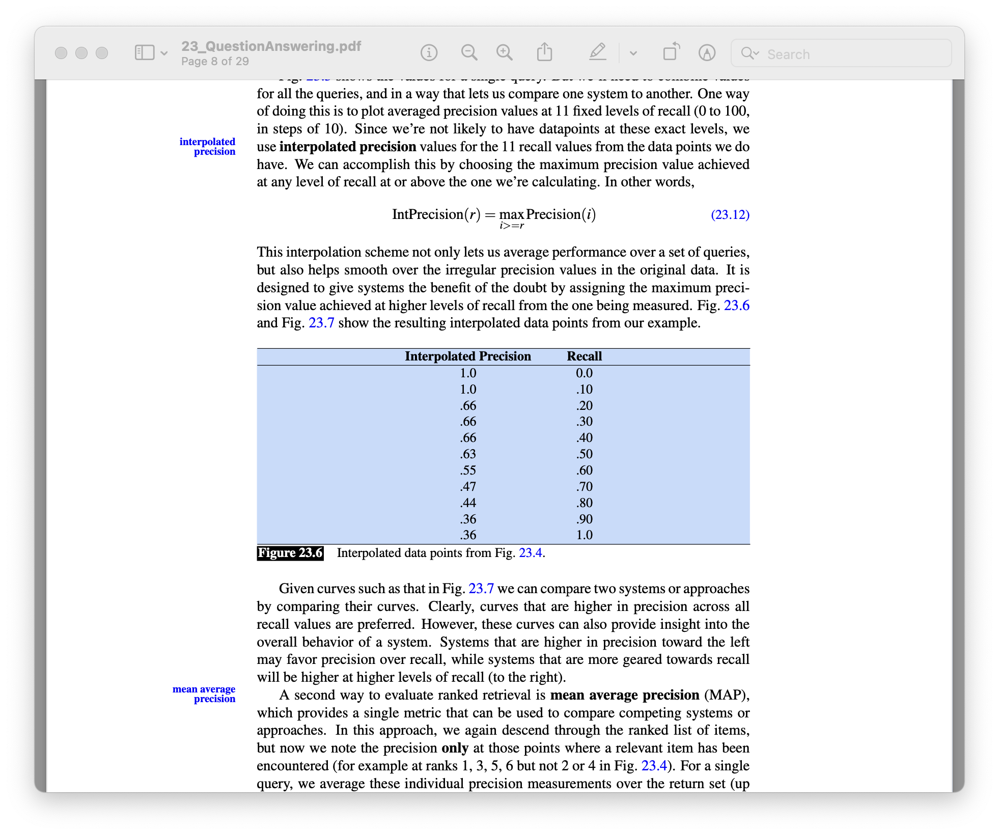 23_QuestionAnswering.pdf
Page 8 of 29
Search
Fig. 23.5 shows the values for a single query. But we'll need to combine values
for all the queries, and in a way that lets us compare one system to another. One way
of doing this is to plot averaged precision values at 11 fixed levels of recall (0 to 100,
in steps of 10). Since we're not likely to have datapoints at these exact levels, we
interpolated
precision
use interpolated precision values for the 11 recall values from the data points we do
have. We can accomplish this by choosing the maximum precision value achieved
at any level of recall at or above the one we're calculating. In other words,
IntPrecision(r) = max Precision(i) (23.12)
i>=r
This interpolation scheme not only lets us average performance over a set of queries,
but also helps smooth over the irregular precision values in the original data. It is
designed to give systems the benefit of the doubt by assigning the maximum preci-
sion value achieved at higher levels of recall from the one being measured. Fig. 23.6
and Fig. 23.7 show the resulting interpolated data points from our example.
Interpolated Precision Recall
1.0 0.0
1.0 .10
.66 .20
.66 .30
.66 .40
.63 .50
.55 .60
.47 .70
.44 .80
.36 .90
.36 1.0
Figure 23.6 Interpolated data points from Fig. 23.4.
Given curves such as that in Fig. 23.7 we can compare two systems or approaches
by comparing their curves. Clearly, curves that are higher in precision across all
recall values are preferred. However, these curves can also provide insight into the
overall behavior of a system. Systems that are higher in precision toward the left
may favor precision over recall, while systems that are more geared towards recall
will be higher at higher levels of recall (to the right).
mean average
precision
A second way to evaluate ranked retrieval is mean average precision (MAP),
which provides a single metric that can be used to compare competing systems or
approaches. In this approach, we again descend through the ranked list of items,
but now we note the precision only at those points where a relevant item has been
encountered (for example at ranks 1, 3, 5, 6 but not 2 or 4 in Fig. 23.4). For a single
query, we average these individual precision measurements over the return set (up